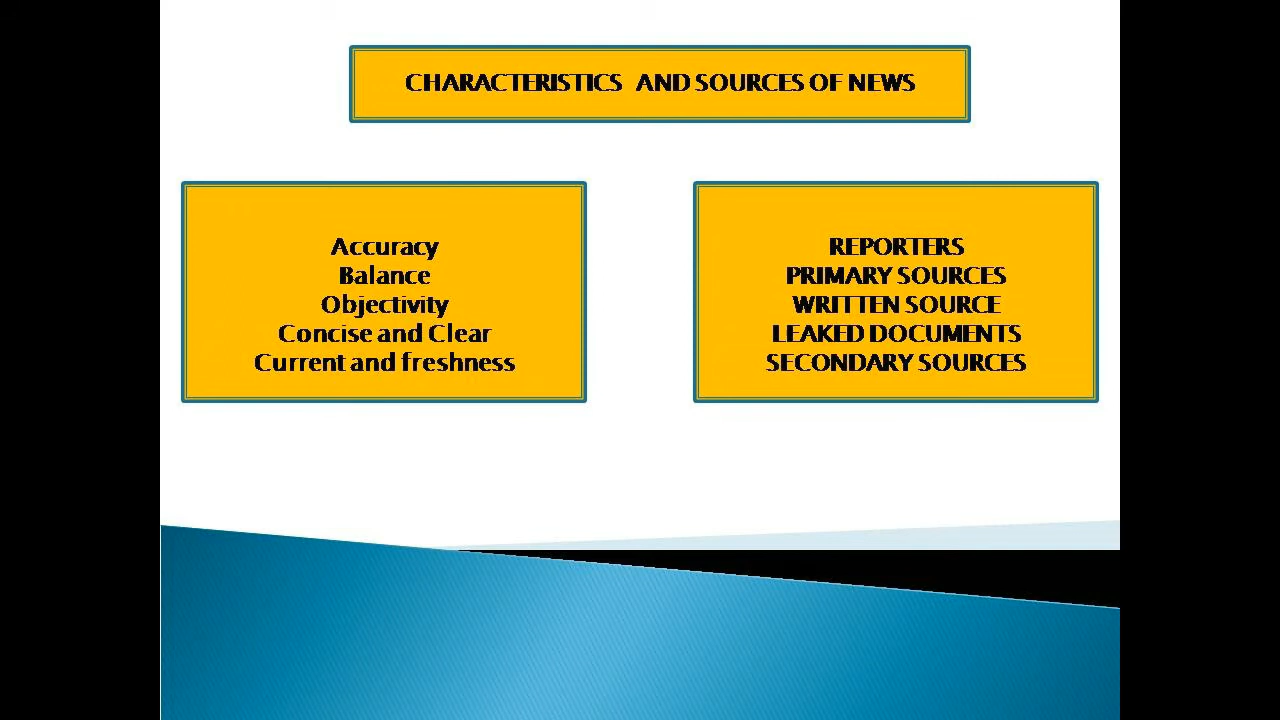 CHARACTERISTICS AND SOURCES OF NEWS
Accuracy
Balance
Objectivity
Concise and Clear
Current and freshness
REPORTERS
PRIMARY SOURCES
WRITTEN SOURCE
LEAKED DOCUMENTS
SECONDARY SOURCES